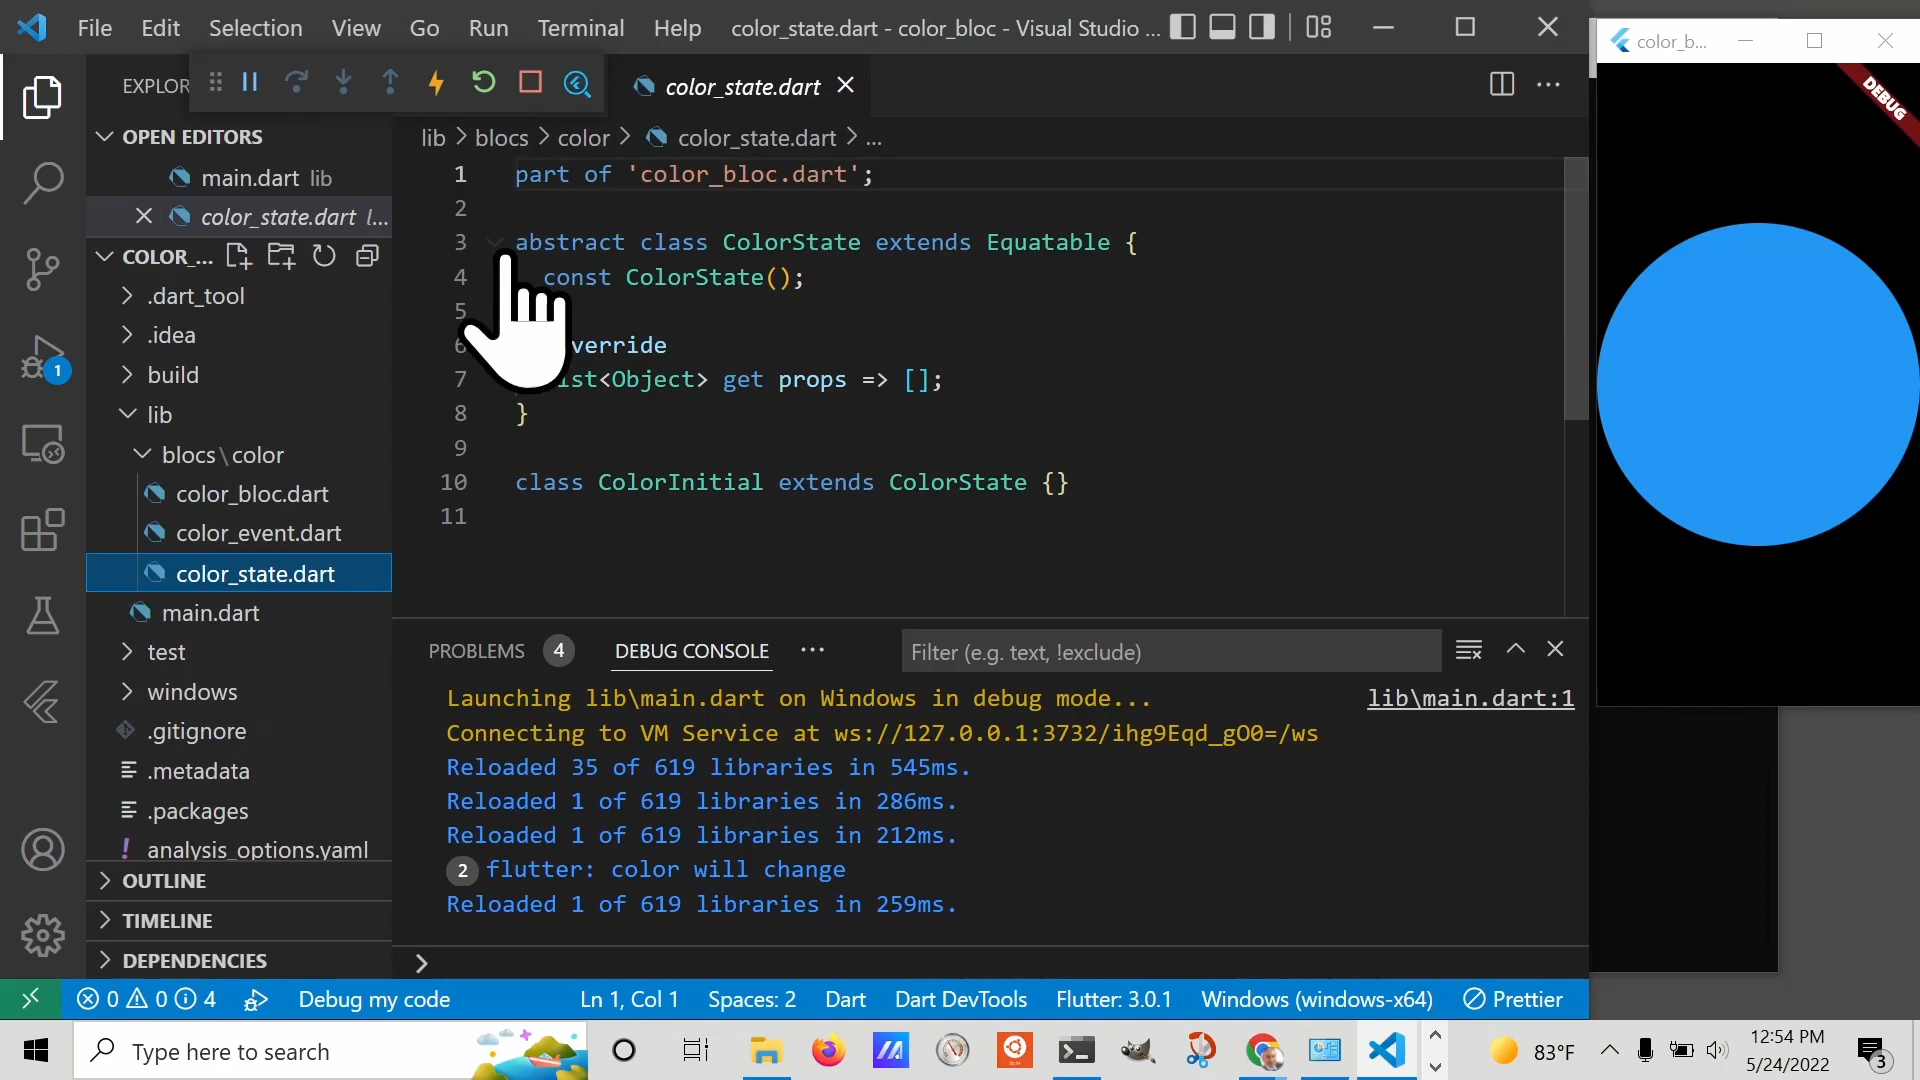 File Edit Selection View Go Run Terminal Help color_state.dart - color_bloc - Visual Studio ...
color_b...
DEBUG
EXPLOR
color_state.dart
OPEN EDITORS
main.dart lib
color_state.dart l...
lib > blocs > color > color_state.dart > ...
COLOR_...
.dart_tool
.idea
build
lib
blocs\color
color_bloc.dart
color_event.dart
color_state.dart
main.dart
test
windows
.gitignore
.metadata
.packages
analysis_options.yaml
OUTLINE
TIMELINE
DEPENDENCIES
1
1 part of 'color_bloc.dart';
2
3 abstract class ColorState extends Equatable {
4 const ColorState();
5
6 verride
7 ist<Object> get props => [];
8 }
9
10 class ColorInitial extends ColorState {}
11
PROBLEMS 4 DEBUG CONSOLE ... Filter (e.g. text, !exclude)
Launching lib\main.dart on Windows in debug mode... lib\main.dart:1
Connecting to VM Service at ws://127.0.0.1:3732/ihg9Eqd_gO0=/ws
Reloaded 35 of 619 libraries in 545ms.
Reloaded 1 of 619 libraries in 286ms.
Reloaded 1 of 619 libraries in 212ms.
2 flutter: color will change
Reloaded 1 of 619 libraries in 259ms.
0 0 4 Debug my code Ln 1, Col 1 Spaces: 2 Dart Dart DevTools Flutter: 3.0.1 Windows (windows-x64) Prettier
Type here to search
83°F
12:54 PM
5/24/2022
3